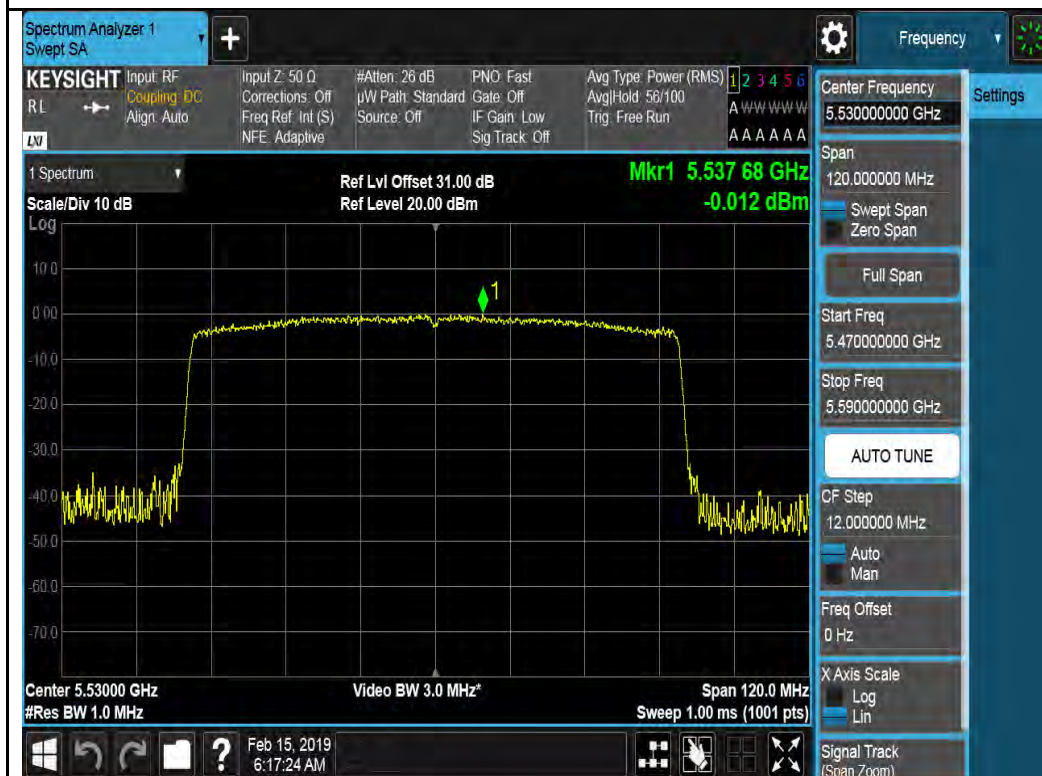 Spectrum Analyzer 1
Swept SA
+
Frequency
KEYSIGHT
R L
LXI
Input: RF
Coupling: DC
Align: Auto
Input Z: 50 Ω
Corrections: Off
Freq Ref: Int (S)
NFE: Adaptive
#Atten: 26 dB
µW Path: Standard
Source: Off
PNO: Fast
Gate: Off
IF Gain: Low
Sig Track: Off
Avg Type: Power (RMS)
Avg|Hold: 56/100
Trig: Free Run
1 2 3 4 5 6
A W W W W W
A A A A A A
1 Spectrum
Scale/Div 10 dB
Ref Lvl Offset 31.00 dB
Ref Level 20.00 dBm
Mkr1 5.537 68 GHz
-0.012 dBm
Log
10.0
0.00
-10.0
-20.0
-30.0
-40.0
-50.0
-60.0
-70.0
1
Center 5.53000 GHz
#Res BW 1.0 MHz
Video BW 3.0 MHz*
Span 120.0 MHz
Sweep 1.00 ms (1001 pts)
?
Feb 15, 2019
6:17:24 AM
Center Frequency
5.530000000 GHz
Span
120.000000 MHz
Swept Span
Zero Span
Full Span
Start Freq
5.470000000 GHz
Stop Freq
5.590000000 GHz
AUTO TUNE
CF Step
12.000000 MHz
Auto
Man
Freq Offset
0 Hz
X Axis Scale
Log
Lin
Signal Track
(Span Zoom)
Settings